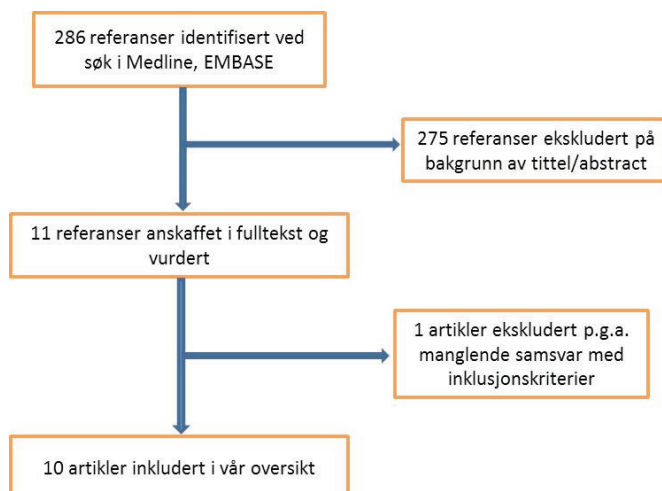 286 referanser identifisert ved
søk i Medline, EMBASE
275 referanser ekskludert på
bakgrunn av tittel/abstract
11 referanser anskaffet i fulltekst og
vurdert
1 artikler ekskludert p.g.a.
manglende samsvar med
inklusjonskriterier
10 artikler inkludert i vår oversikt